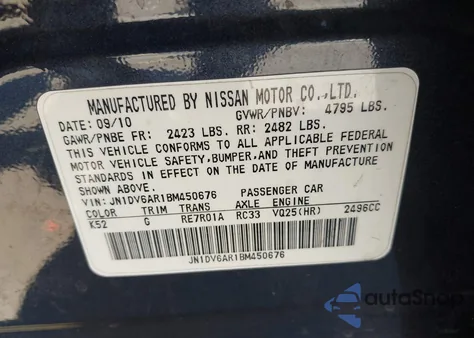 MANUFACTURED BY NISSAN MOTOR CO.,LTD.
DATE: 09/10 GVWR/PNBV: 4795 LBS.
GAWR/PNBE FR: 2423 LBS. RR: 2482 LBS.
THIS VEHICLE CONFORMS TO ALL APPLICABLE FEDERAL
MOTOR VEHICLE SAFETY, BUMPER, AND THEFT PREVENTION
STANDARDS IN EFFECT ON THE DATE OF MANUFACTURE
SHOWN ABOVE.
VIN: JN1DV6AR1BM450676 PASSENGER CAR
COLOR TRIM TRANS AXLE ENGINE
K52 G RE7R01A RC33 VQ25(HR) 2496CC
JN1DV6AR1BM450676
autoSnap